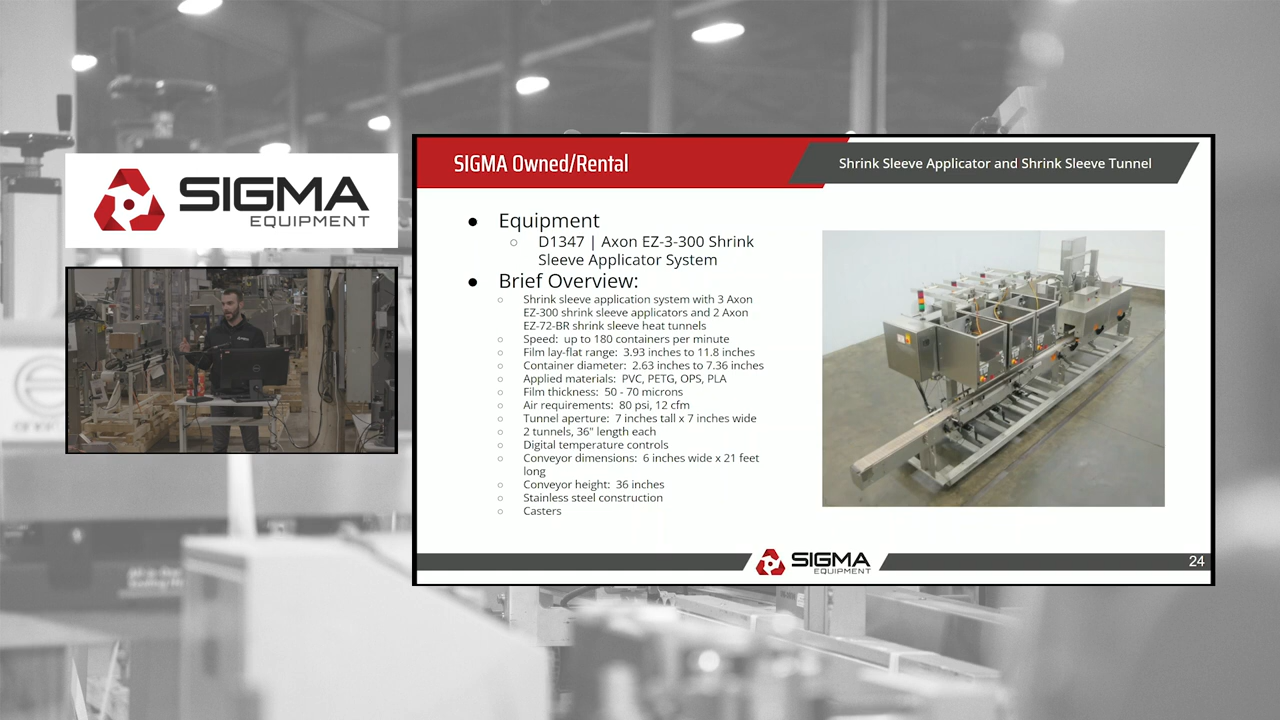 SIGMA
EQUIPMENT
SIGMA Owned/Rental
Shrink Sleeve Applicator and Shrink Sleeve Tunnel
● Equipment
○ D1347 | Axon EZ-3-300 Shrink
Sleeve Applicator System
● Brief Overview:
○ Shrink sleeve application system with 3 Axon
EZ-300 shrink sleeve applicators and 2 Axon
EZ-72-BR shrink sleeve heat tunnels
○ Speed: up to 180 containers per minute
○ Film lay-flat range: 3.93 inches to 11.8 inches
○ Container diameter: 2.63 inches to 7.36 inches
○ Applied materials: PVC, PETG, OPS, PLA
○ Film thickness: 50 - 70 microns
○ Air requirements: 80 psi, 12 cfm
○ Tunnel aperture: 7 inches tall x 7 inches wide
○ 2 tunnels, 36" length each
○ Digital temperature controls
○ Conveyor dimensions: 6 inches wide x 21 feet
long
○ Conveyor height: 36 inches
○ Stainless steel construction
○ Casters
SIGMA
EQUIPMENT
24